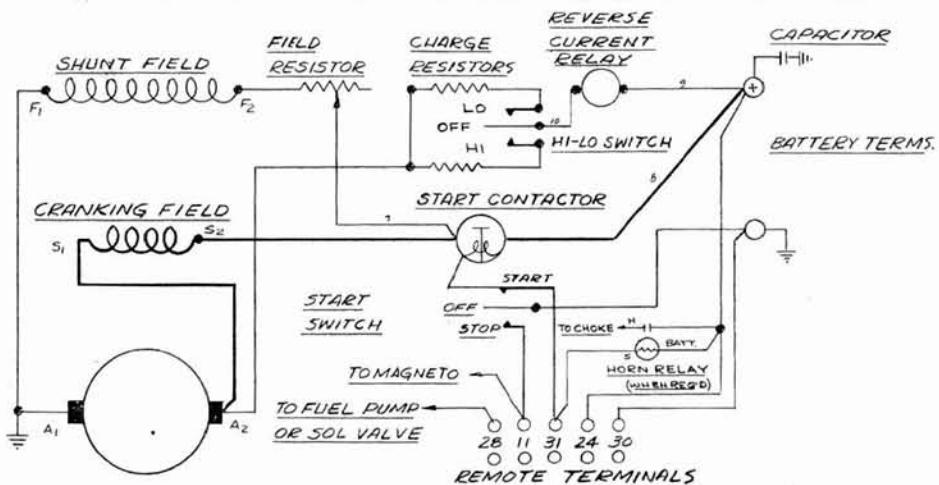 SHUNT FIELD
F1
F2
FIELD
RESISTOR
CHARGE
RESISTORS
LO
OFF
HI
HI-LO SWITCH
10
REVERSE
CURRENT
RELAY
9
CAPACITOR
+
BATTERY TERMS.
8
CRANKING FIELD
S1
S2
7
START CONTACTOR
START
SWITCH
START
OFF
STOP
TO CHOKE
H
S
BATT.
HORN RELAY
(WHEN REQ'D)
TO MAGNETO
TO FUEL PUMP
OR SOL VALVE
A1
A2
28 11 31 24 30
REMOTE TERMINALS